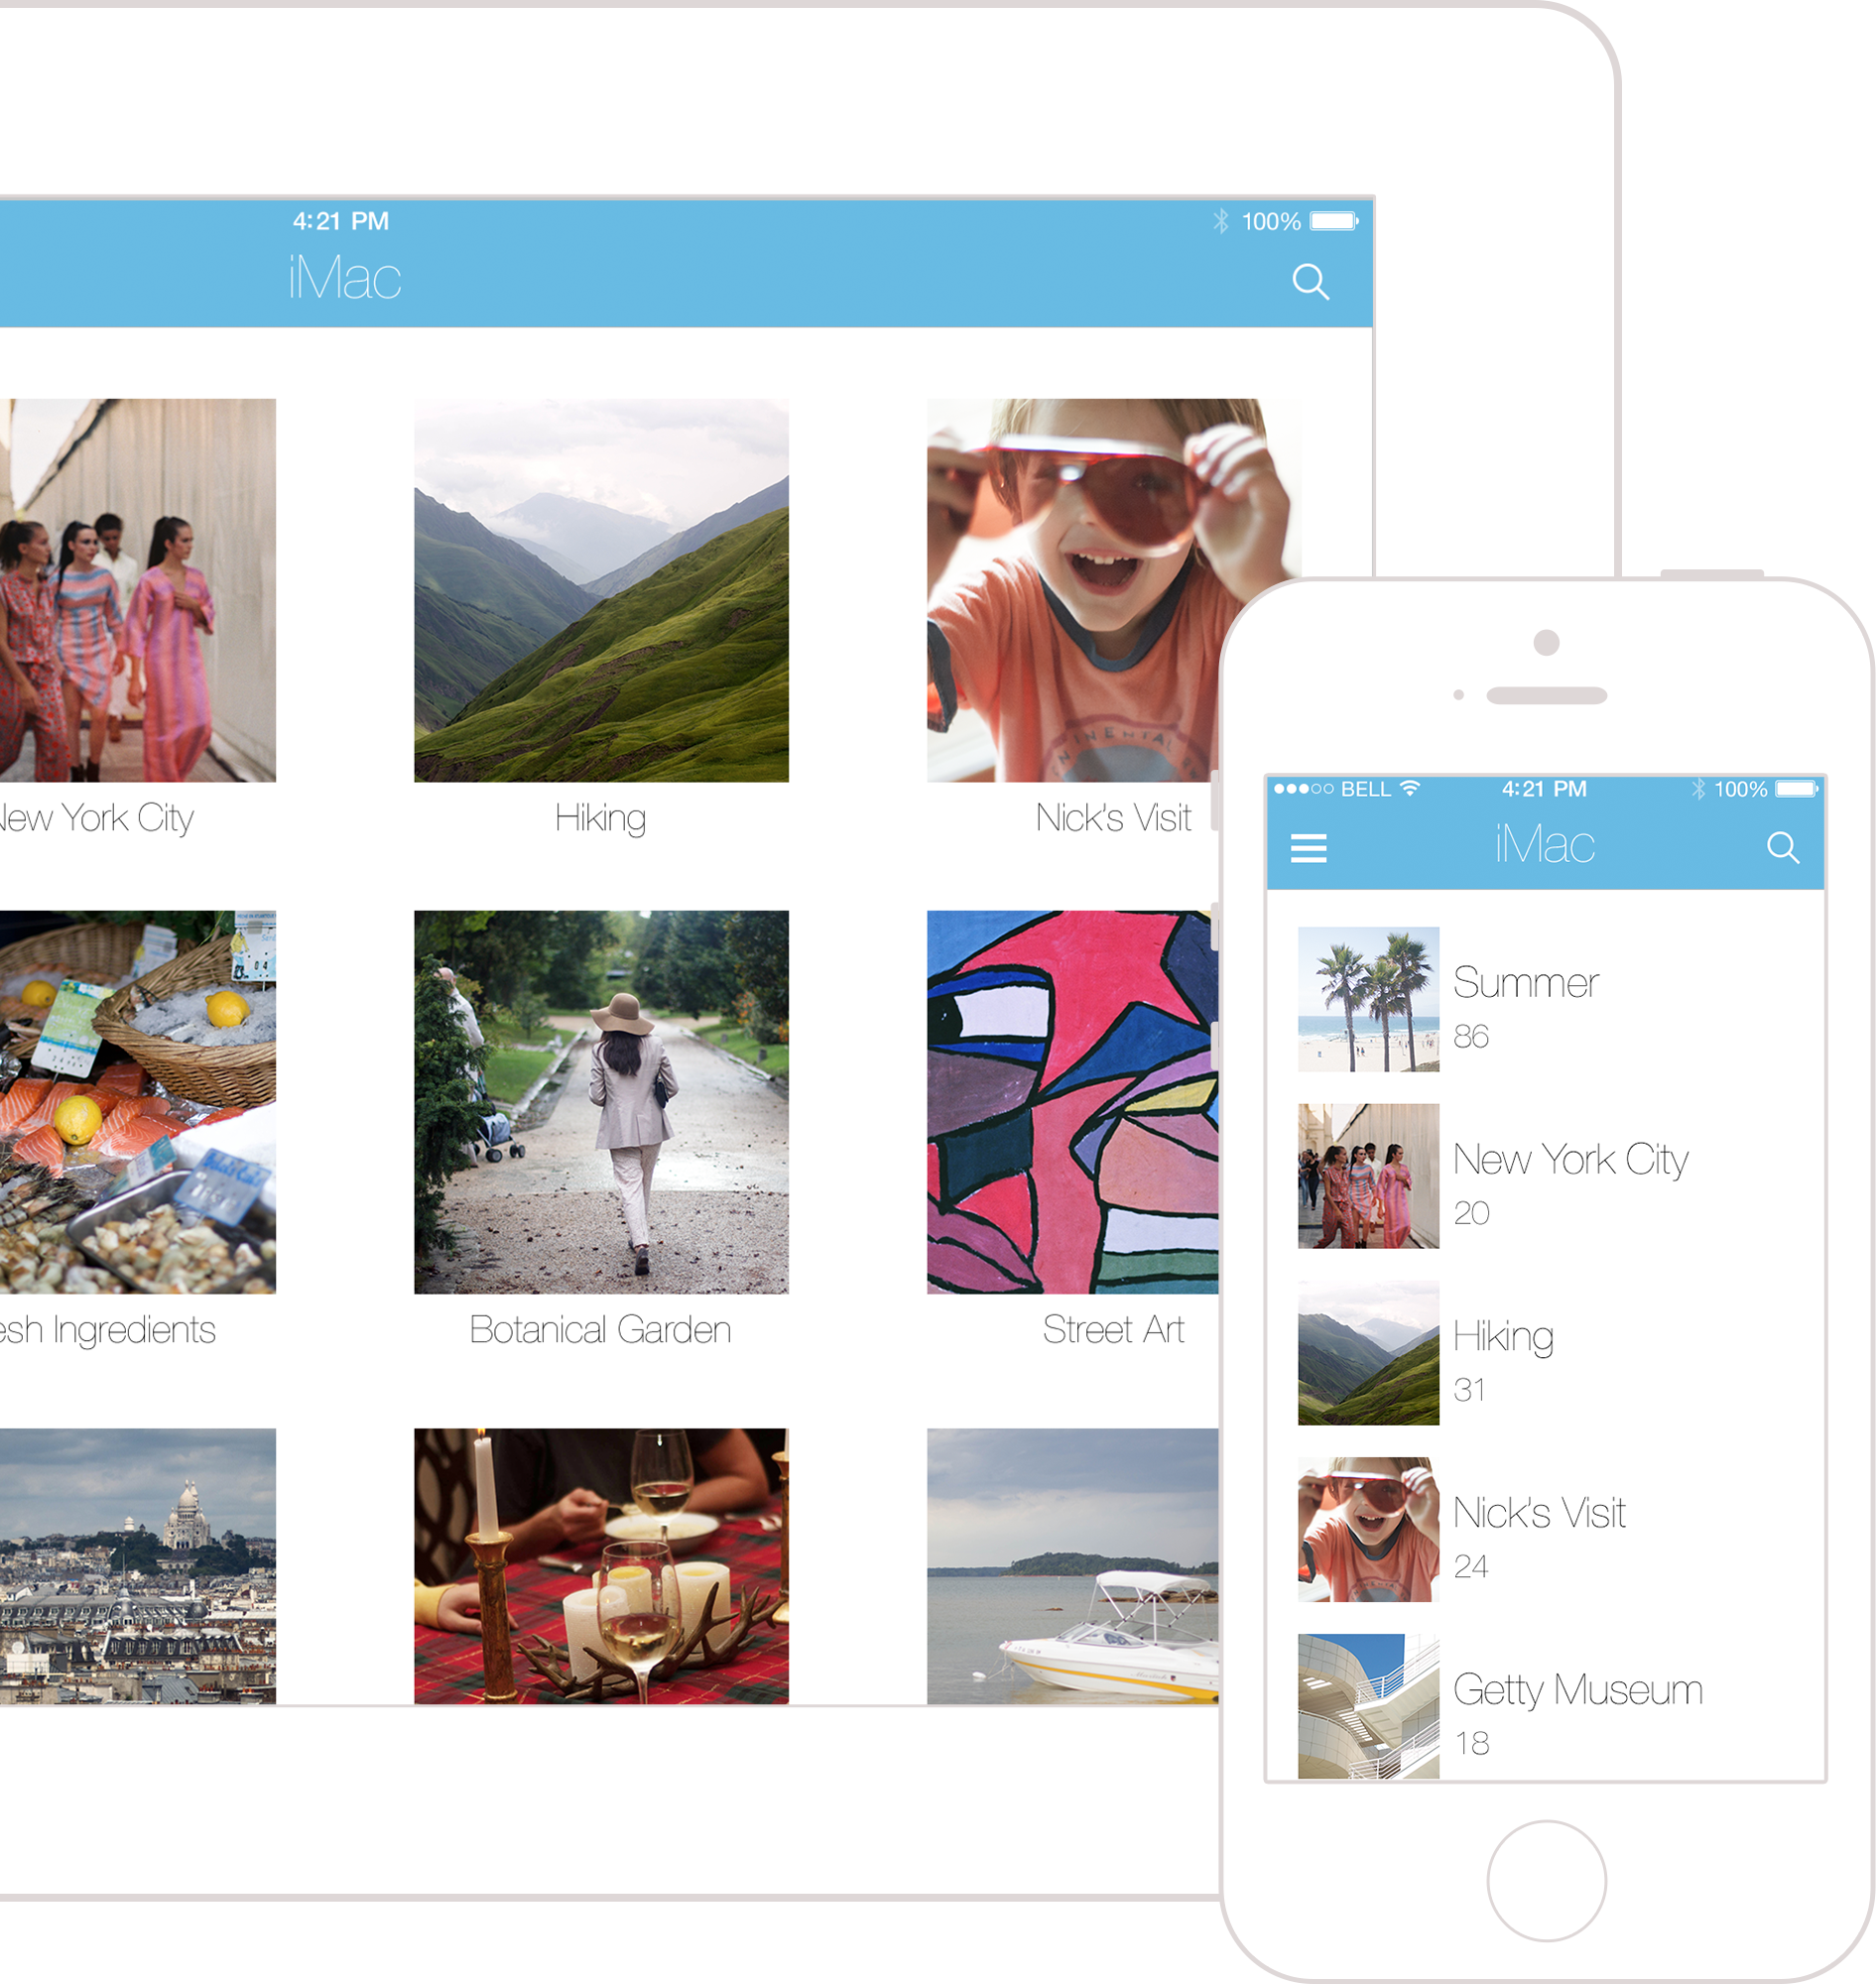 4:21 PM
100%
iMac
New York City
Hiking
Nick's Visit
esh Ingredients
Botanical Garden
Street Art
BELL
4:21 PM
100%
iMac
Summer
86
New York City
20
Hiking
31
Nick's Visit
24
Getty Museum
18